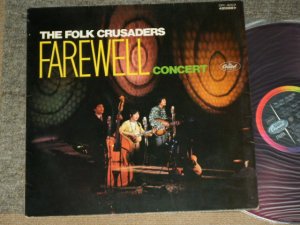 THE FOLK CRUSADERS
FAREWELL
CONCERT
Capitol